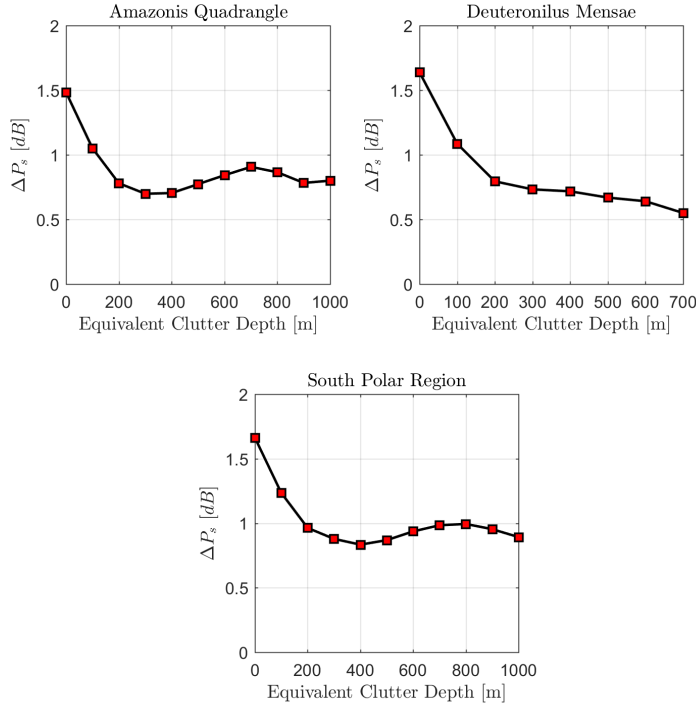 Amazonis Quadrangle
2
1.5
1
0.5
0
ΔPₛ [dB]
0 200 400 600 800 1000
Equivalent Clutter Depth [m]
Deuteronilus Mensae
2
1.5
1
0.5
0
ΔPₛ [dB]
0 100 200 300 400 500 600 700
Equivalent Clutter Depth [m]
South Polar Region
2
1.5
1
0.5
0
ΔPₛ [dB]
0 200 400 600 800 1000
Equivalent Clutter Depth [m]